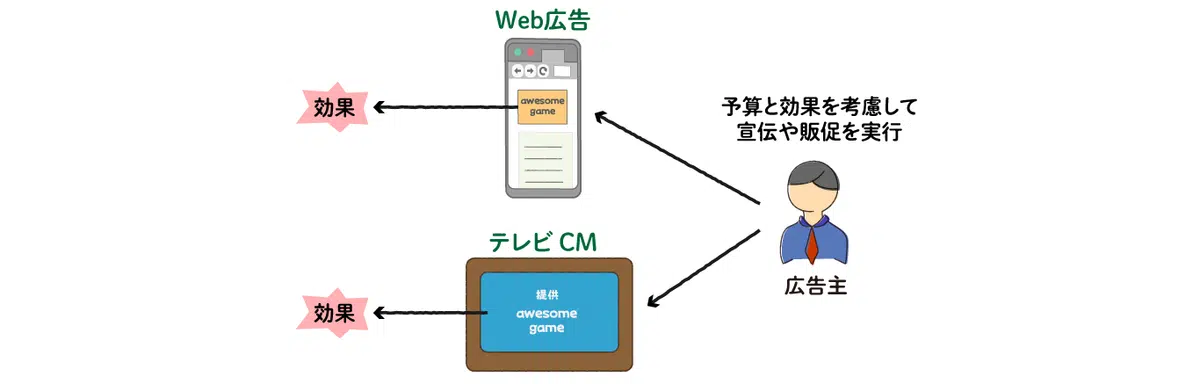 Web広告
awesome
game
効果
予算と効果を考慮して
宣伝や販促を実行
広告主
テレビ CM
提供
awesome
game
効果